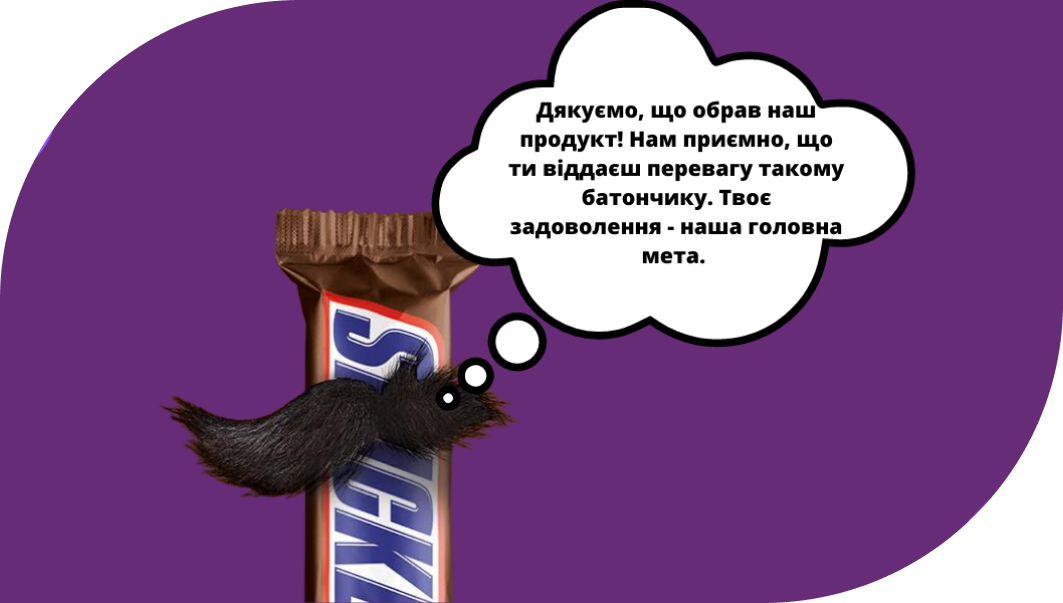 Дякуємо, що обрав наш
продукт! Нам приємно, що
ти віддаєш перевагу такому
батончику. Твоє
задоволення - наша головна
мета.